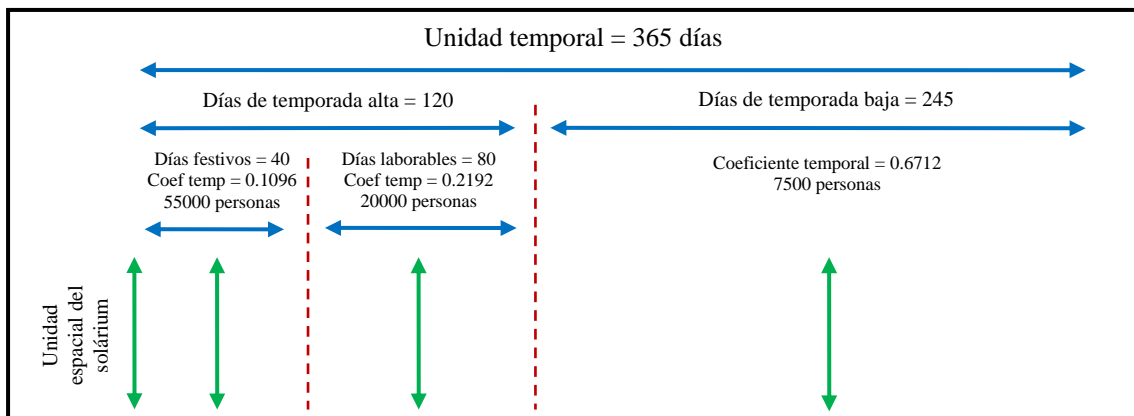 Unidad temporal = 365 días
Días de temporada alta = 120
Días de temporada baja = 245
Días festivos = 40
Coef temp = 0.1096
55000 personas
Días laborables = 80
Coef temp = 0.2192
20000 personas
Coeficiente temporal = 0.6712
7500 personas
Unidad
espacial del
solárium